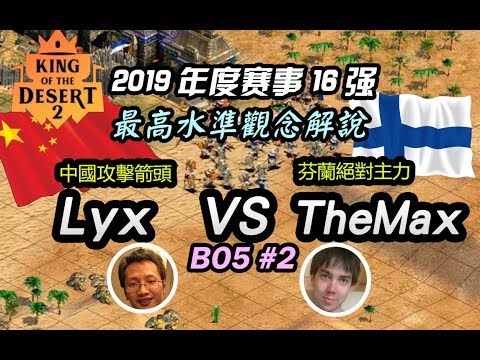 KING
OF THE
DESERT
2
2019 年度赛事 16 强
最高水準觀念解說
中國攻擊箭頭
芬蘭絕對主力
Lyx VS TheMax
BO5 #2